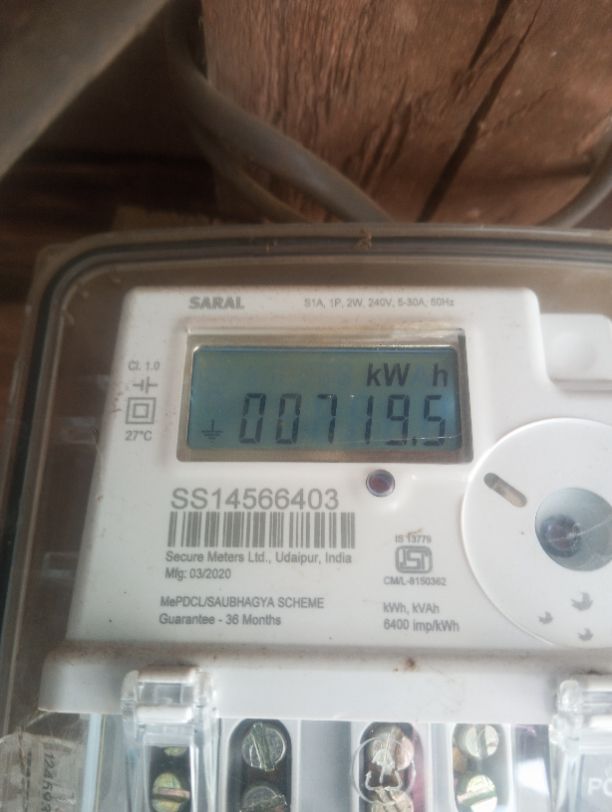 SARAL
S1A, 1P, 2W, 240V, 5-30A, 50Hz
Cl. 1.0
27°C
kW h
00719.5
SS14566403
Secure Meters Ltd., Udaipur, India
Mfg: 03/2020
IS 13779
ISI
CM/L-8150362
MePDCL/SAUBHAGYA SCHEME
Guarantee - 36 Months
kWh, kVAh
6400 imp/kWh